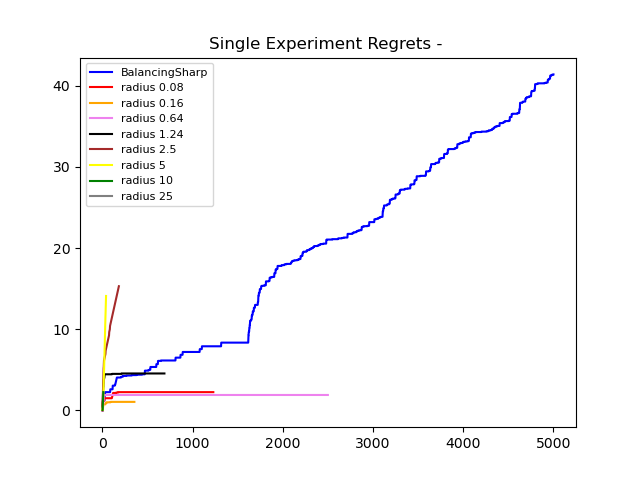 Single Experiment Regrets -
BalancingSharp
radius 0.08
radius 0.16
radius 0.64
radius 1.24
radius 2.5
radius 5
radius 10
radius 25
40
30
20
10
0
0 1000 2000 3000 4000 5000